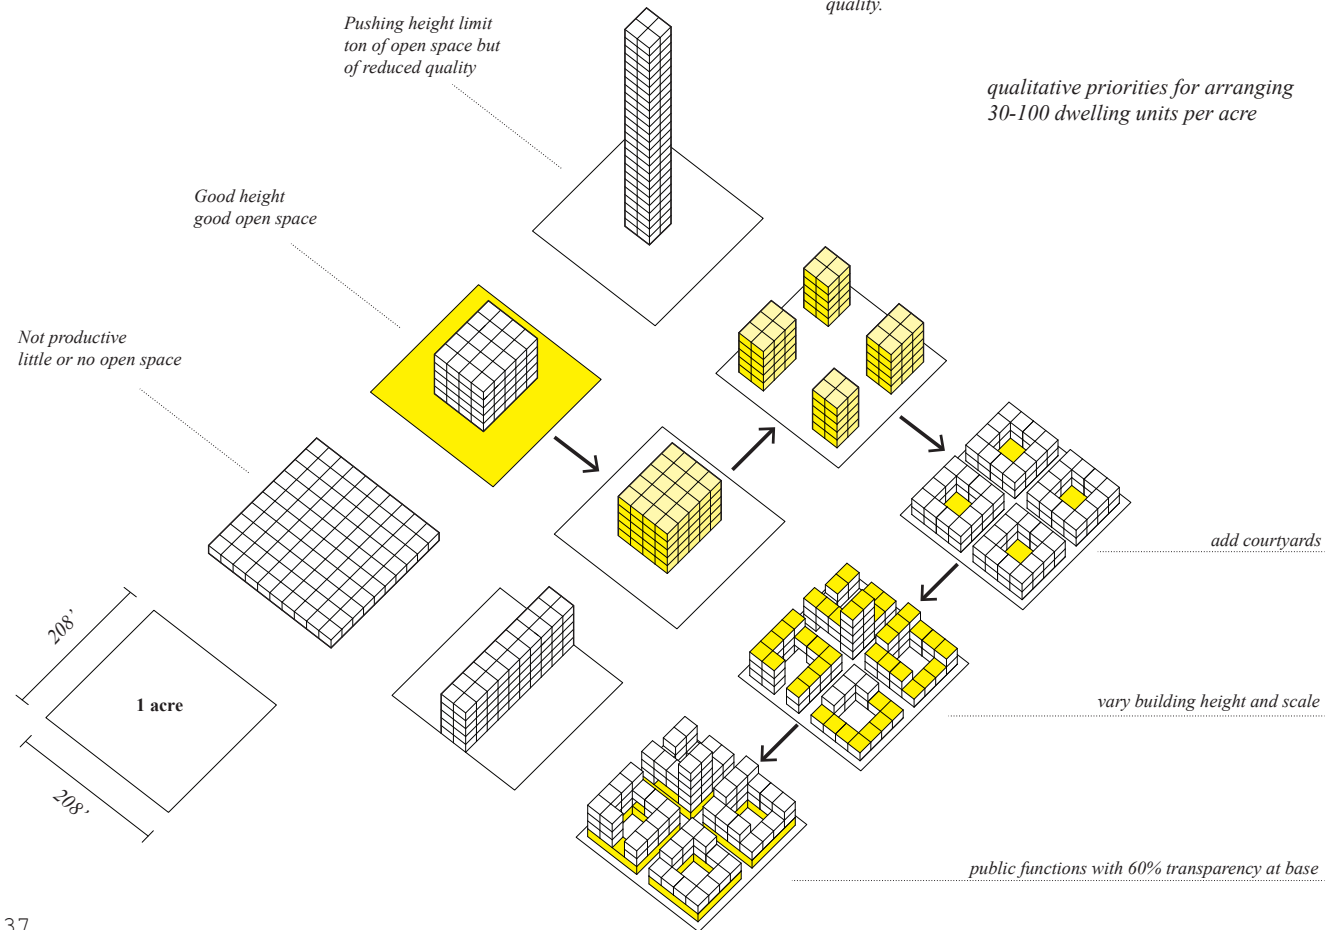 quality.
Pushing height limit
ton of open space but
of reduced quality
qualitative priorities for arranging
30-100 dwelling units per acre
Good height
good open space
Not productive
little or no open space
add courtyards
208’
1 acre
vary building height and scale
208’
public functions with 60% transparency at base
37